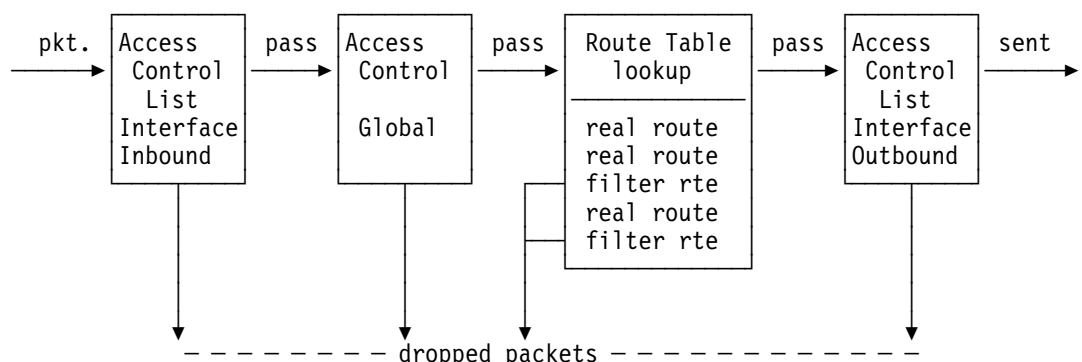 pkt.
Access
Control
List
Interface
Inbound
pass
Access
Control
Global
pass
Route Table
lookup
real route
real route
filter rte
real route
filter rte
pass
Access
Control
List
Interface
Outbound
sent
dropped packets